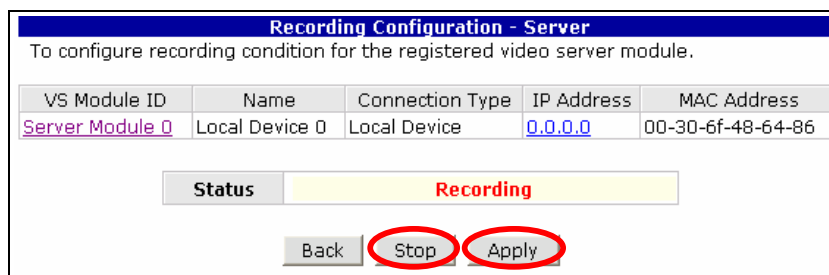 Recording Configuration - Server
To configure recording condition for the registered video server module.
VS Module ID Name Connection Type IP Address MAC Address
Server Module 0 Local Device 0 Local Device 0.0.0.0 00-30-6f-48-64-86
Status Recording
Back Stop Apply